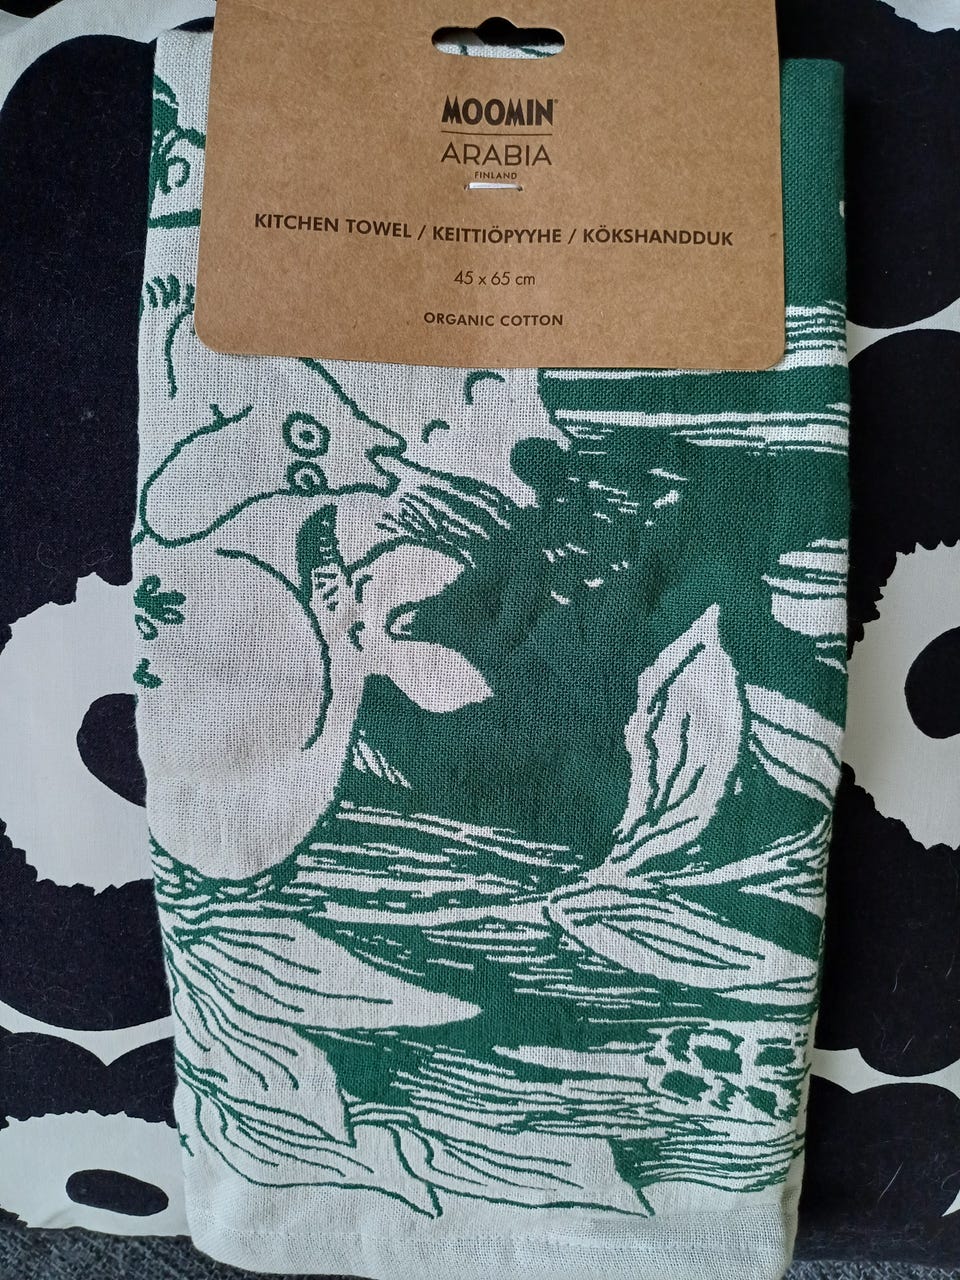 MOOMIN
ARABIA
FINLAND
KITCHEN TOWEL / KEITTIÖPYYHE / KÖKSHANDDUK
45 x 65 cm
ORGANIC COTTON